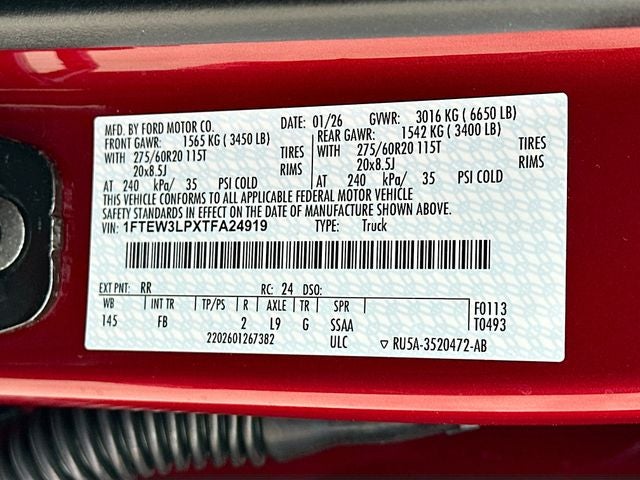 MFD. BY FORD MOTOR CO. DATE: 01/26 GVWR: 3016 KG ( 6650 LB)
FRONT GAWR: 1565 KG ( 3450 LB) REAR GAWR: 1542 KG ( 3400 LB)
WITH 275/60R20 115T TIRES WITH 275/60R20 115T TIRES
20x8.5J RIMS 20x8.5J RIMS
AT 240 kPa/ 35 PSI COLD AT 240 kPa/ 35 PSI COLD
THIS VEHICLE CONFORMS TO ALL APPLICABLE FEDERAL MOTOR VEHICLE
SAFETY STANDARDS IN EFFECT ON THE DATE OF MANUFACTURE SHOWN ABOVE.
VIN: 1FTEW3LPXTFA24919 TYPE: Truck
EXT PNT: RR RC: 24 DSO:
WB INT TR TP/PS R AXLE TR SPR F0113
145 FB 2 L9 G SSAA T0493
2202601267382 ULC ▽ RU5A-3520472-AB